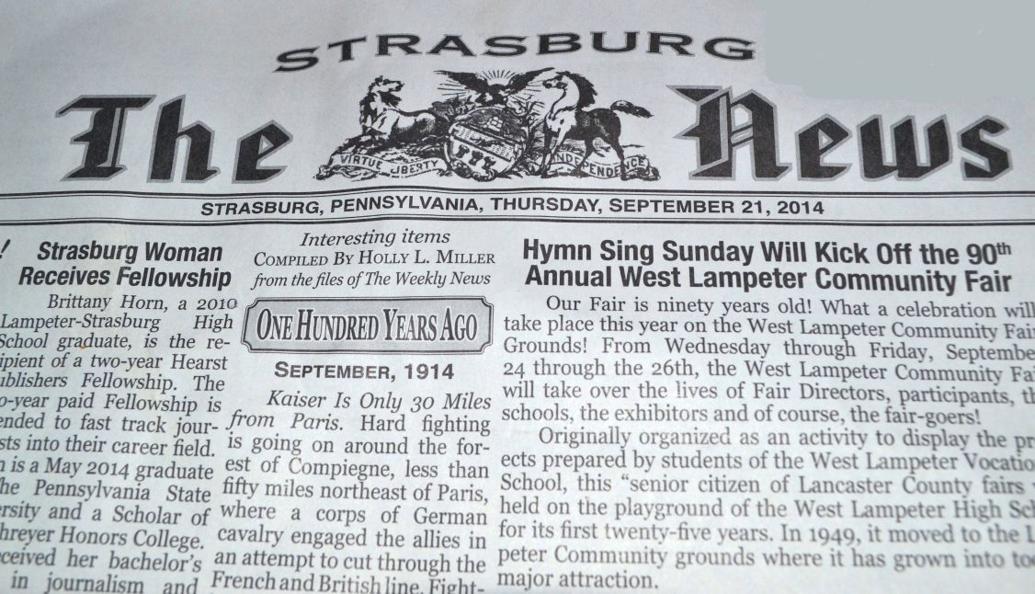 STRASBURG
The News
VIRTUE LIBERTY INDEPENDENCE
STRASBURG, PENNSYLVANIA, THURSDAY, SEPTEMBER 21, 2014
! Strasburg Woman
Receives Fellowship
Brittany Horn, a 2010
Lampeter-Strasburg High
School graduate, is the re-
ipient of a two-year Hearst
ublishers Fellowship. The
o-year paid Fellowship is
ended to fast track jour-
sts into their career field.
n is a May 2014 graduate
he Pennsylvania State
ersity and a Scholar of
hreyer Honors College.
ceived her bachelor's
in journalism and
Interesting items
COMPILED BY HOLLY L. MILLER
from the files of The Weekly News
ONE HUNDRED YEARS AGO
SEPTEMBER, 1914
Kaiser Is Only 30 Miles
from Paris. Hard fighting
is going on around the for-
est of Compiegne, less than
fifty miles northeast of Paris,
where a corps of German
cavalry engaged the allies in
an attempt to cut through the
French and British line. Fight-
Hymn Sing Sunday Will Kick Off the 90th
Annual West Lampeter Community Fair
Our Fair is ninety years old! What a celebration will
take place this year on the West Lampeter Community Fai
Grounds! From Wednesday through Friday, Septembe
24 through the 26th, the West Lampeter Community Fai
will take over the lives of Fair Directors, participants, th
schools, the exhibitors and of course, the fair-goers!
Originally organized as an activity to display the pr
ects prepared by students of the West Lampeter Vocatio
School, this "senior citizen of Lancaster County fairs
held on the playground of the West Lampeter High Sch
for its first twenty-five years. In 1949, it moved to the L
peter Community grounds where it has grown into to
major attraction.